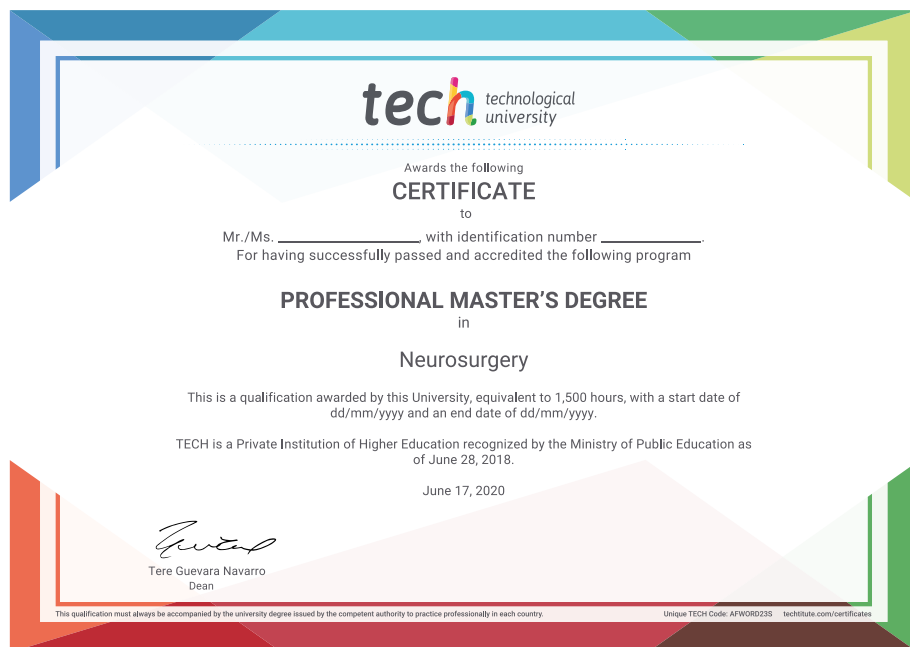 tech technological
university
Awards the following
CERTIFICATE
to
Mr./Ms. ____________________, with identification number ______________.
For having successfully passed and accredited the following program
PROFESSIONAL MASTER’S DEGREE
in
Neurosurgery
This is a qualification awarded by this University, equivalent to 1,500 hours, with a start date of
dd/mm/yyyy and an end date of dd/mm/yyyy.
TECH is a Private Institution of Higher Education recognized by the Ministry of Public Education as
of June 28, 2018.
June 17, 2020
Tere Guevara Navarro
Dean
This qualification must always be accompanied by the university degree issued by the competent authority to practice professionally in each country. Unique TECH Code: AFWORD23S techtitute.com/certificates